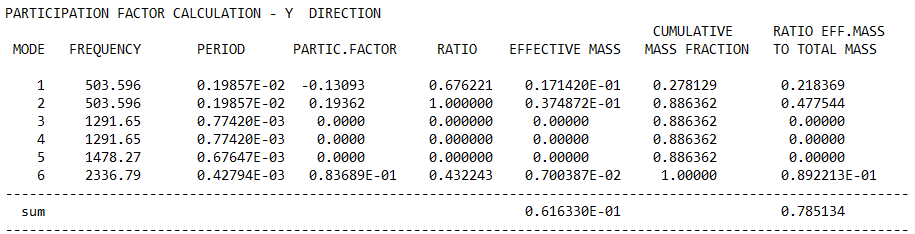 PARTICIPATION FACTOR CALCULATION - Y  DIRECTION
CUMULATIVE RATIO EFF.MASS
MODE FREQUENCY PERIOD PARTIC.FACTOR RATIO EFFECTIVE MASS MASS FRACTION TO TOTAL MASS
1 503.596 0.19857E-02 -0.13093 0.676221 0.171420E-01 0.278129 0.218369
2 503.596 0.19857E-02 0.19362 1.000000 0.374872E-01 0.886362 0.477544
3 1291.65 0.77420E-03 0.0000 0.000000 0.00000 0.886362 0.00000
4 1291.65 0.77420E-03 0.0000 0.000000 0.00000 0.886362 0.00000
5 1478.27 0.67647E-03 0.0000 0.000000 0.00000 0.886362 0.00000
6 2336.79 0.42794E-03 0.83689E-01 0.432243 0.700387E-02 1.00000 0.892213E-01
sum 0.616330E-01 0.785134